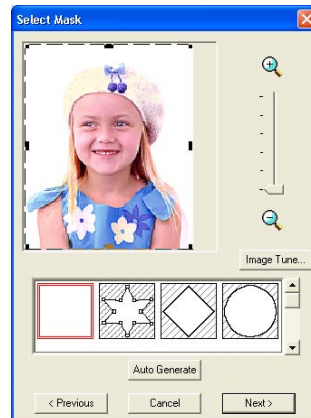 Select Mask
Image Tune...
Auto Generate
< Previous
Cancel
Next >